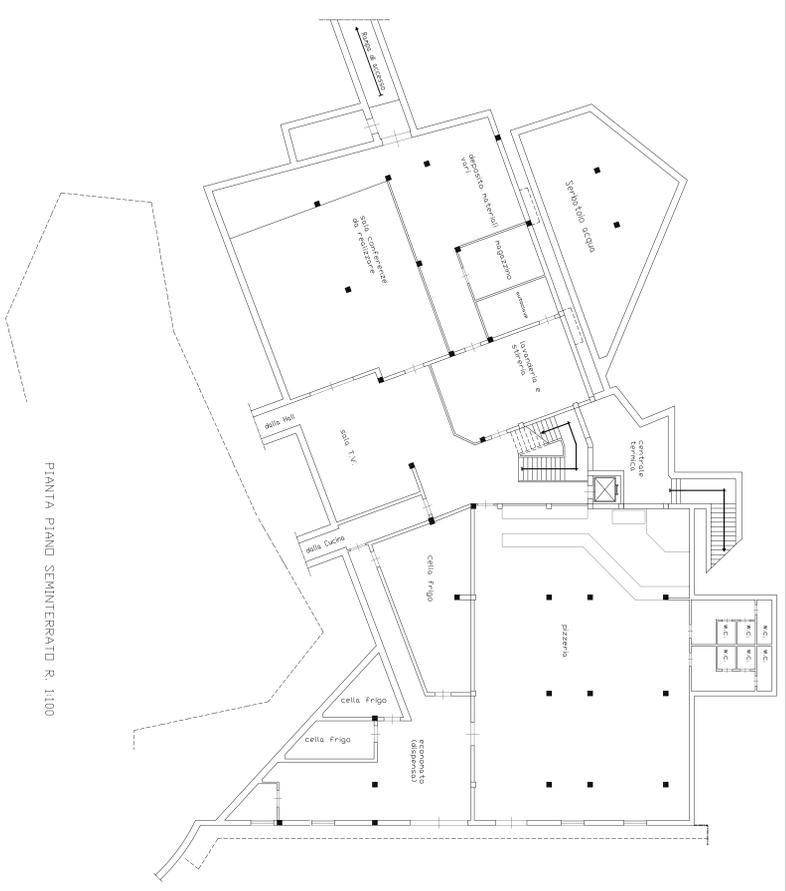 Rampa di accesso
deposito materiali
vari
Serbatoio acqua
sala conferenze
da realizzare
magazzino
autoclave
lavanderia e
stireria
dalla Hall
sala T.V.
centrale
termica
dalla Cucina
cella frigo
pizzeria
W.C.
W.C.
W.C.
W.C.
W.C.
W.C.
cella frigo
cella frigo
economato
(dispensa)
PIANTA PIANO SEMINTERRATO R. 1:100